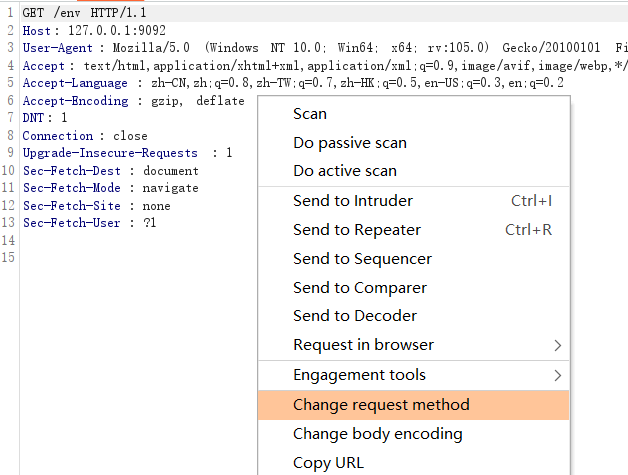 1 GET /env HTTP/1.1
2 Host: 127.0.0.1:9092
3 User-Agent: Mozilla/5.0 (Windows NT 10.0; Win64; x64; rv:105.0) Gecko/20100101 Fi
4 Accept: text/html,application/xhtml+xml,application/xml;q=0.9,image/avif,image/webp,*/
5 Accept-Language: zh-CN,zh;q=0.8,zh-TW;q=0.7,zh-HK;q=0.5,en-US;q=0.3,en;q=0.2
6 Accept-Encoding: gzip, deflate
7 DNT: 1
8 Connection: close
9 Upgrade-Insecure-Requests: 1
10 Sec-Fetch-Dest: document
11 Sec-Fetch-Mode: navigate
12 Sec-Fetch-Site: none
13 Sec-Fetch-User: ?1
14
15
Scan
Do passive scan
Do active scan
Send to Intruder Ctrl+I
Send to Repeater Ctrl+R
Send to Sequencer
Send to Comparer
Send to Decoder
Request in browser
Engagement tools
Change request method
Change body encoding
Copy URL